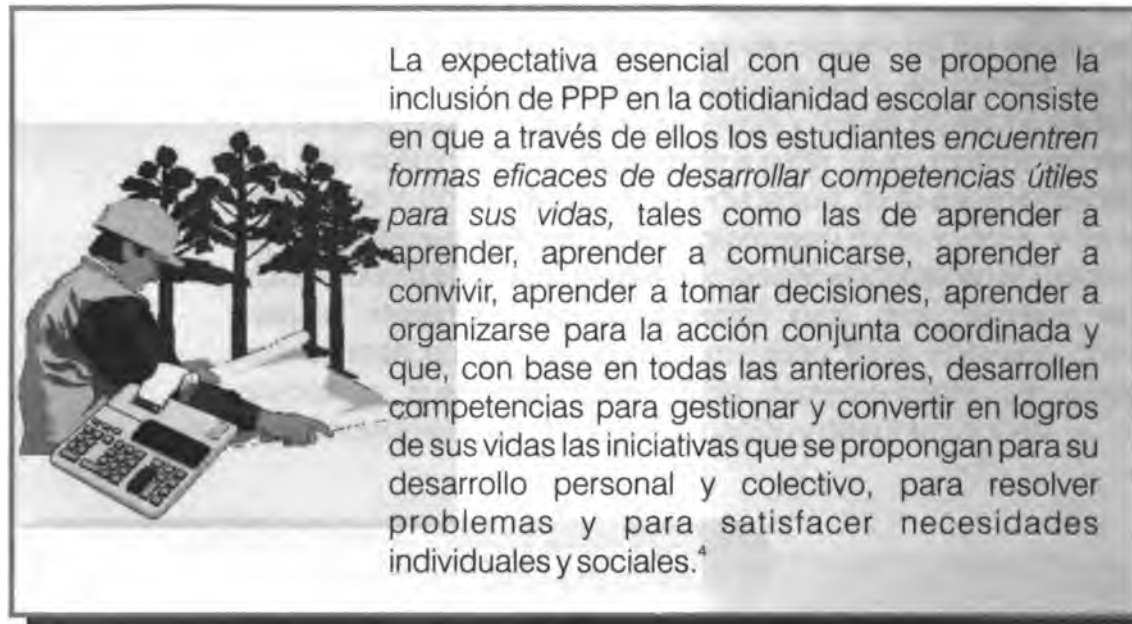 La expectativa esencial con que se propone la
inclusión de PPP en la cotidianidad escolar consiste
en que a través de ellos los estudiantes encuentren
formas eficaces de desarrollar competencias útiles
para sus vidas, tales como las de aprender a
aprender, aprender a comunicarse, aprender a
convivir, aprender a tomar decisiones, aprender a
organizarse para la acción conjunta coordinada y
que, con base en todas las anteriores, desarrollen
competencias para gestionar y convertir en logros
de sus vidas las iniciativas que se propongan para su
desarrollo personal y colectivo, para resolver
problemas y para satisfacer necesidades
individuales y sociales.⁴